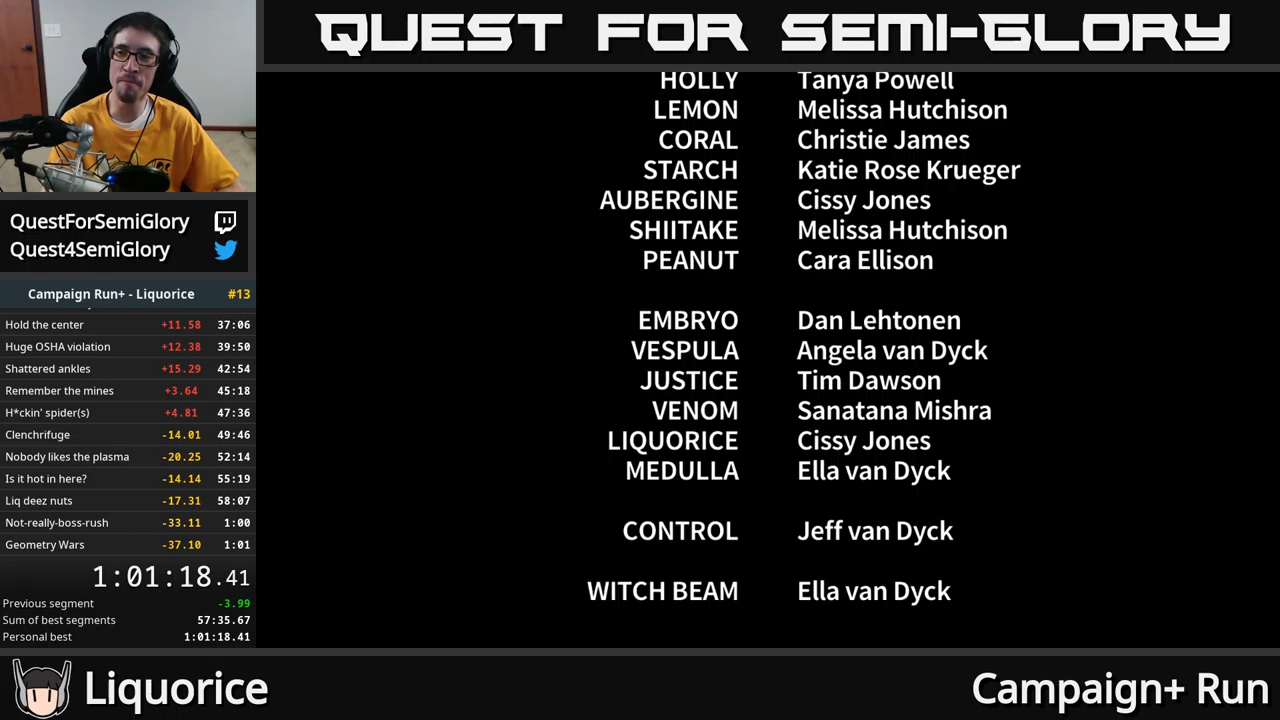 QUEST FOR SEMI-GLORY
QuestForSemiGlory
Quest4SemiGlory
Campaign Run+ - Liquorice #13
Hold the center +11.58 37:06
Huge OSHA violation +12.38 39:50
Shattered ankles +15.29 42:54
Remember the mines +3.64 45:18
H*ckin' spider(s) +4.81 47:36
Clenchrifuge -14.01 49:46
Nobody likes the plasma -20.25 52:14
Is it hot in here? -14.14 55:19
Liq deez nuts -17.31 58:07
Not-really-boss-rush -33.11 1:00
Geometry Wars -37.10 1:01
1:01:18.41
Previous segment -3.99
Sum of best segments 57:35.67
Personal best 1:01:18.41
HOLLY Tanya Powell
LEMON Melissa Hutchison
CORAL Christie James
STARCH Katie Rose Krueger
AUBERGINE Cissy Jones
SHIITAKE Melissa Hutchison
PEANUT Cara Ellison
EMBRYO Dan Lehtonen
VESPULA Angela van Dyck
JUSTICE Tim Dawson
VENOM Sanatana Mishra
LIQUORICE Cissy Jones
MEDULLA Ella van Dyck
CONTROL Jeff van Dyck
WITCH BEAM Ella van Dyck
Liquorice
Campaign+ Run